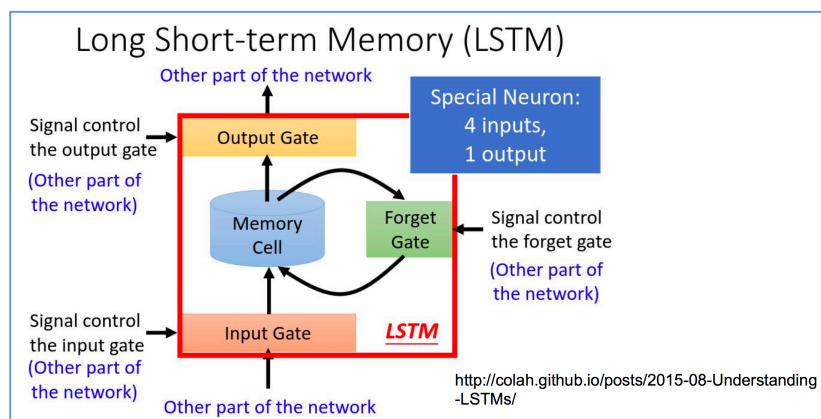 Long Short-term Memory (LSTM)
Other part of the network
Special Neuron:
4 inputs,
1 output
Signal control
the output gate
(Other part of
the network)
Output Gate
Memory
Cell
Forget
Gate
Signal control
the forget gate
(Other part of
the network)
Signal control
the input gate
(Other part of
the network)
Input Gate
LSTM
Other part of the network
http://colah.github.io/posts/2015-08-Understanding
-LSTMs/